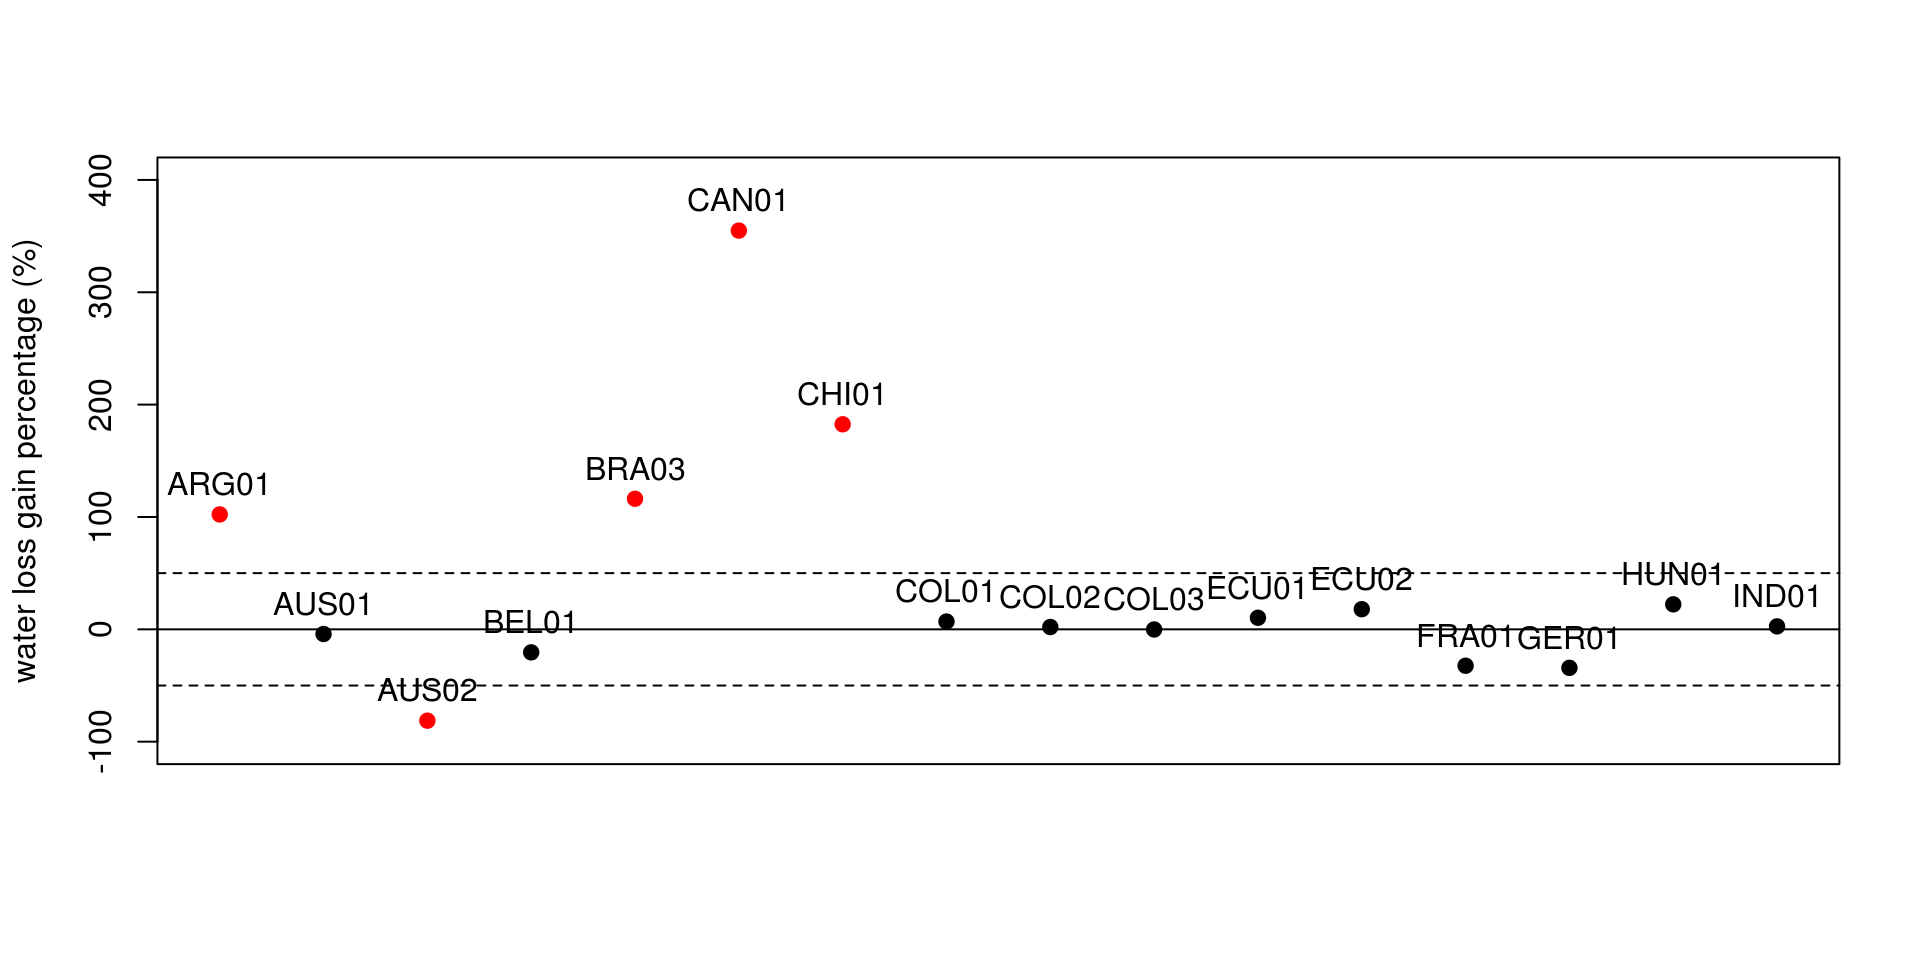 water loss gain percentage (%)
400
300
200
100
0
-100
CAN01
CHI01
BRA03
ARG01
HUN01
ECU02
ECU01
COL01
IND01
COL02
COL03
AUS01
BEL01
FRA01
GER01
AUS02